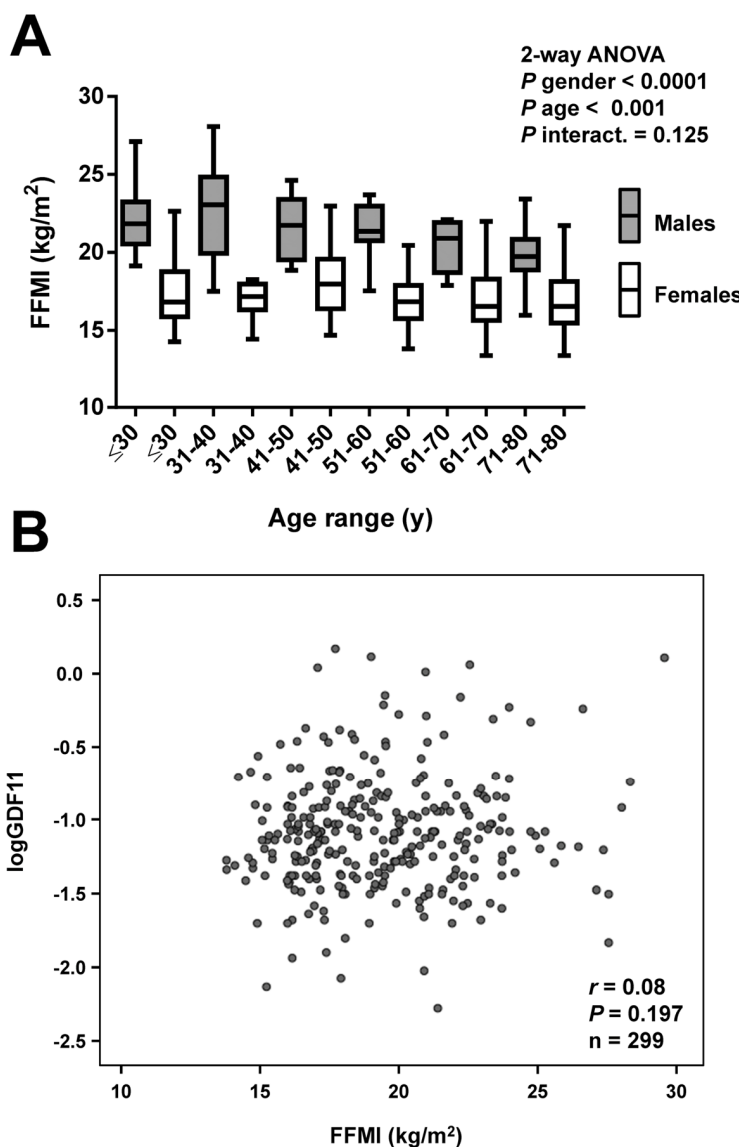 A
2-way ANOVA
P gender < 0.0001
P age < 0.001
P interact. = 0.125
FFMI (kg/m²)
30
25
20
15
10
Males
Females
≤30
≤30
31-40
31-40
41-50
41-50
51-60
51-60
61-70
61-70
71-80
71-80
Age range (y)
B
logGDF11
0.5
0.0
-0.5
-1.0
-1.5
-2.0
-2.5
r = 0.08
P = 0.197
n = 299
10
15
20
25
30
FFMI (kg/m²)